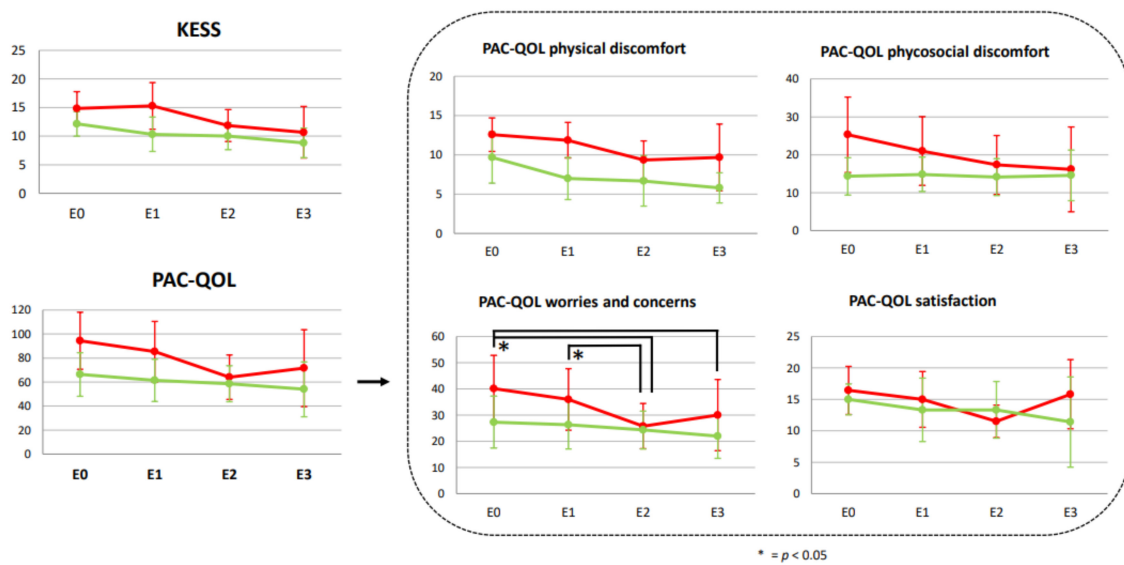 KESS
25
20
15
10
5
0
E0 E1 E2 E3
PAC-QOL
120
100
80
60
40
20
0
E0 E1 E2 E3
PAC-QOL physical discomfort
20
15
10
5
0
E0 E1 E2 E3
PAC-QOL phycosocial discomfort
40
30
20
10
0
E0 E1 E2 E3
PAC-QOL worries and concerns
60
50
40
30
20
10
0
* *
E0 E1 E2 E3
PAC-QOL satisfaction
25
20
15
10
5
0
E0 E1 E2 E3
* = p < 0.05